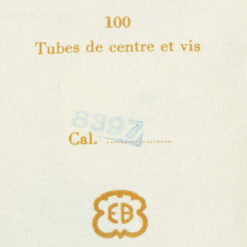 100
Tubes de centre et vis
8397
Cal. ....................
EB